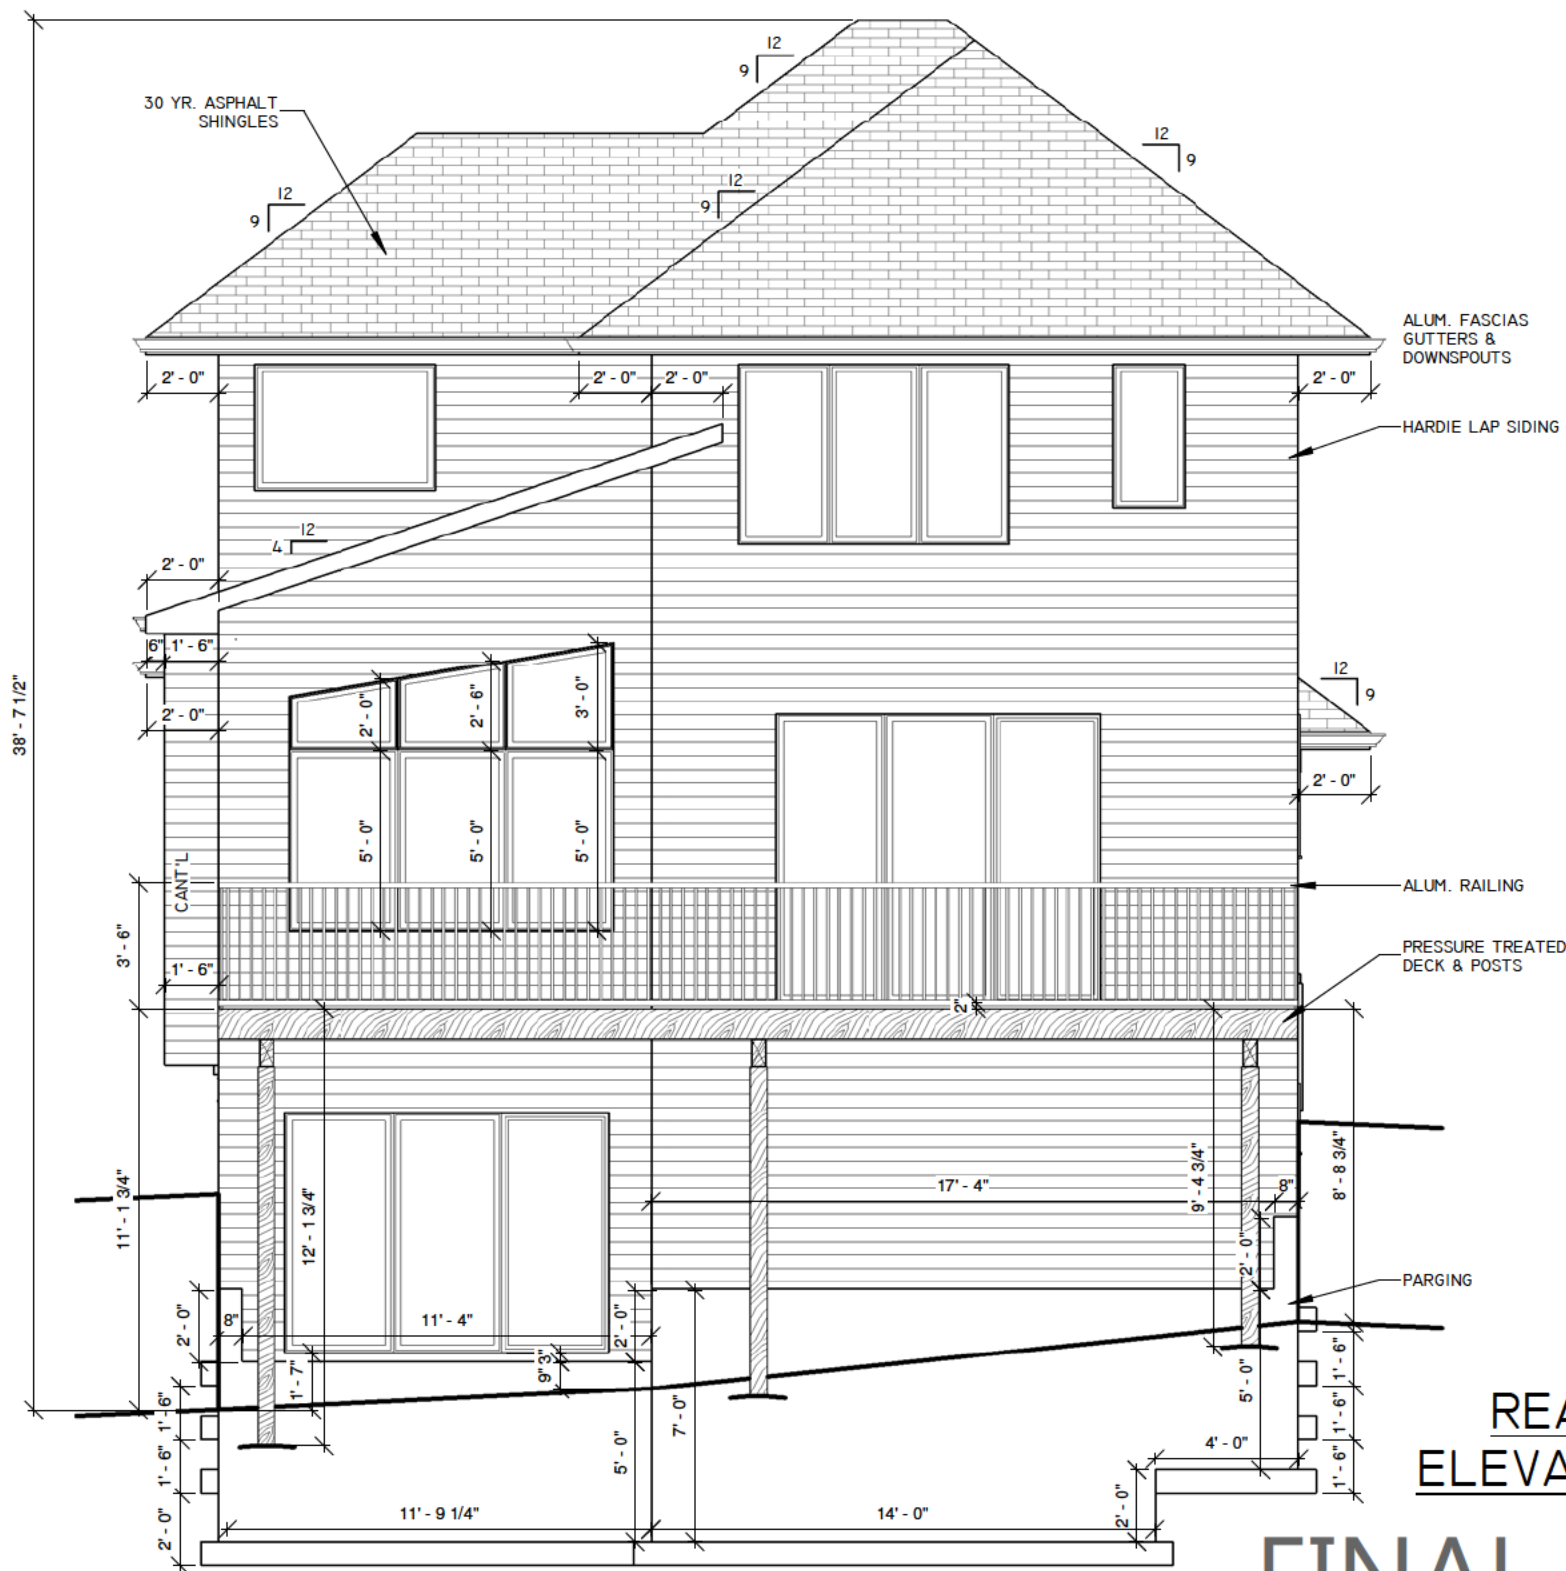 12
9
30 YR. ASPHALT
SHINGLES
12
9
12
9
12
9
ALUM. FASCIAS
GUTTERS &
DOWNSPOUTS
2' - 0"
2' - 0"
2' - 0"
2' - 0"
HARDIE LAP SIDING
12
4
2' - 0"
6"
1' - 6"
2' - 0"
2' - 0"
2' - 6"
3' - 0"
12
9
2' - 0"
38' - 7 1/2"
5' - 0"
5' - 0"
5' - 0"
CANT'L
ALUM. RAILING
3' - 6"
1' - 6"
PRESSURE TREATED
DECK & POSTS
2"
11' - 1 3/4"
12' - 1 3/4"
17' - 4"
9' - 4 3/4"
8"
8' - 8 3/4"
2' - 0"
PARGING
2' - 0"
8"
11' - 4"
2' - 0"
1' - 7"
9"
3"
7' - 0"
5' - 0"
1' - 6"
1' - 6"
1' - 6"
1' - 6"
1' - 6"
2' - 0"
5' - 0"
4' - 0"
2' - 0"
11' - 9 1/4"
14' - 0"
REA
ELEVA
FINAL